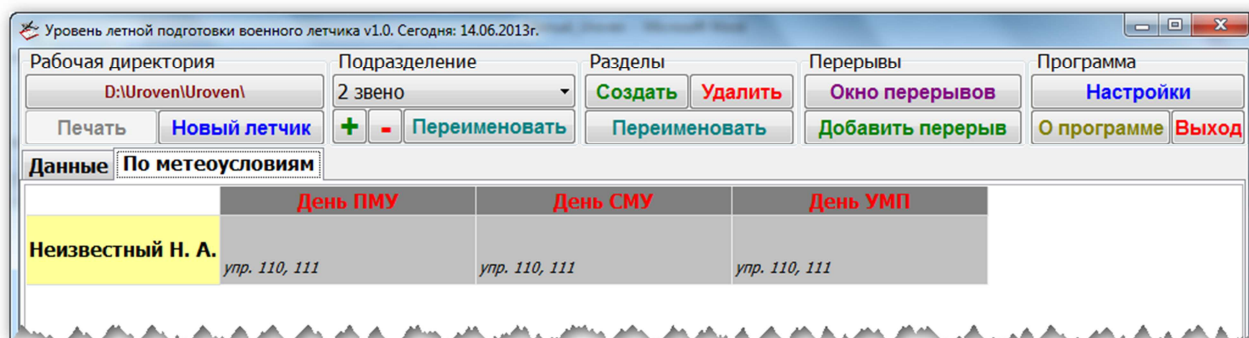 Уровень летной подготовки военного летчика v1.0. Сегодня: 14.06.2013г.
Рабочая директория Подразделение Разделы Перерывы Программа
D:\Uroven\Uroven\ 2 звено Создать Удалить Окно перерывов Настройки
Печать Новый летчик + - Переименовать Переименовать Добавить перерыв О программе Выход
Данные По метеоусловиям
День ПМУ День СМУ День УМП
Неизвестный Н. А. упр. 110, 111 упр. 110, 111 упр. 110, 111